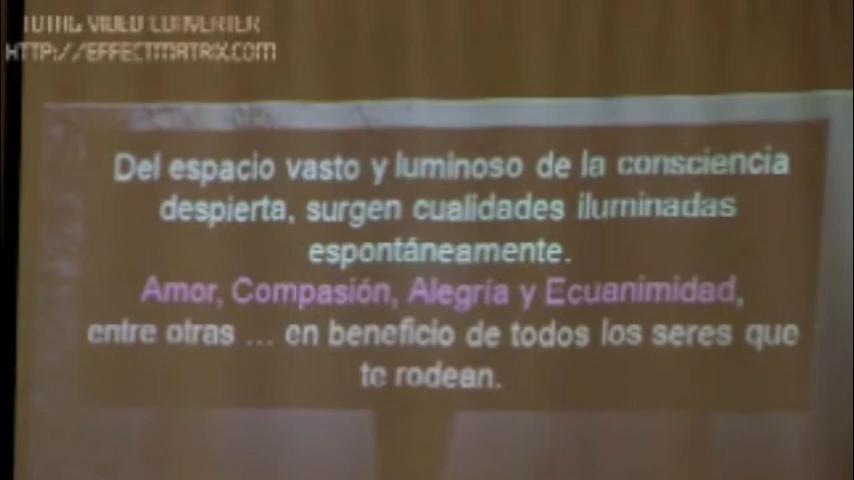 TOTAL VIDEO CONVERTER
HTTP://EFFECTMATRIX.COM
Del espacio vasto y luminoso de la consciencia
despierta, surgen cualidades iluminadas
espontáneamente.
Amor, Compasión, Alegría y Ecuanimidad,
entre otras ... en beneficio de todos los seres que
te rodean.